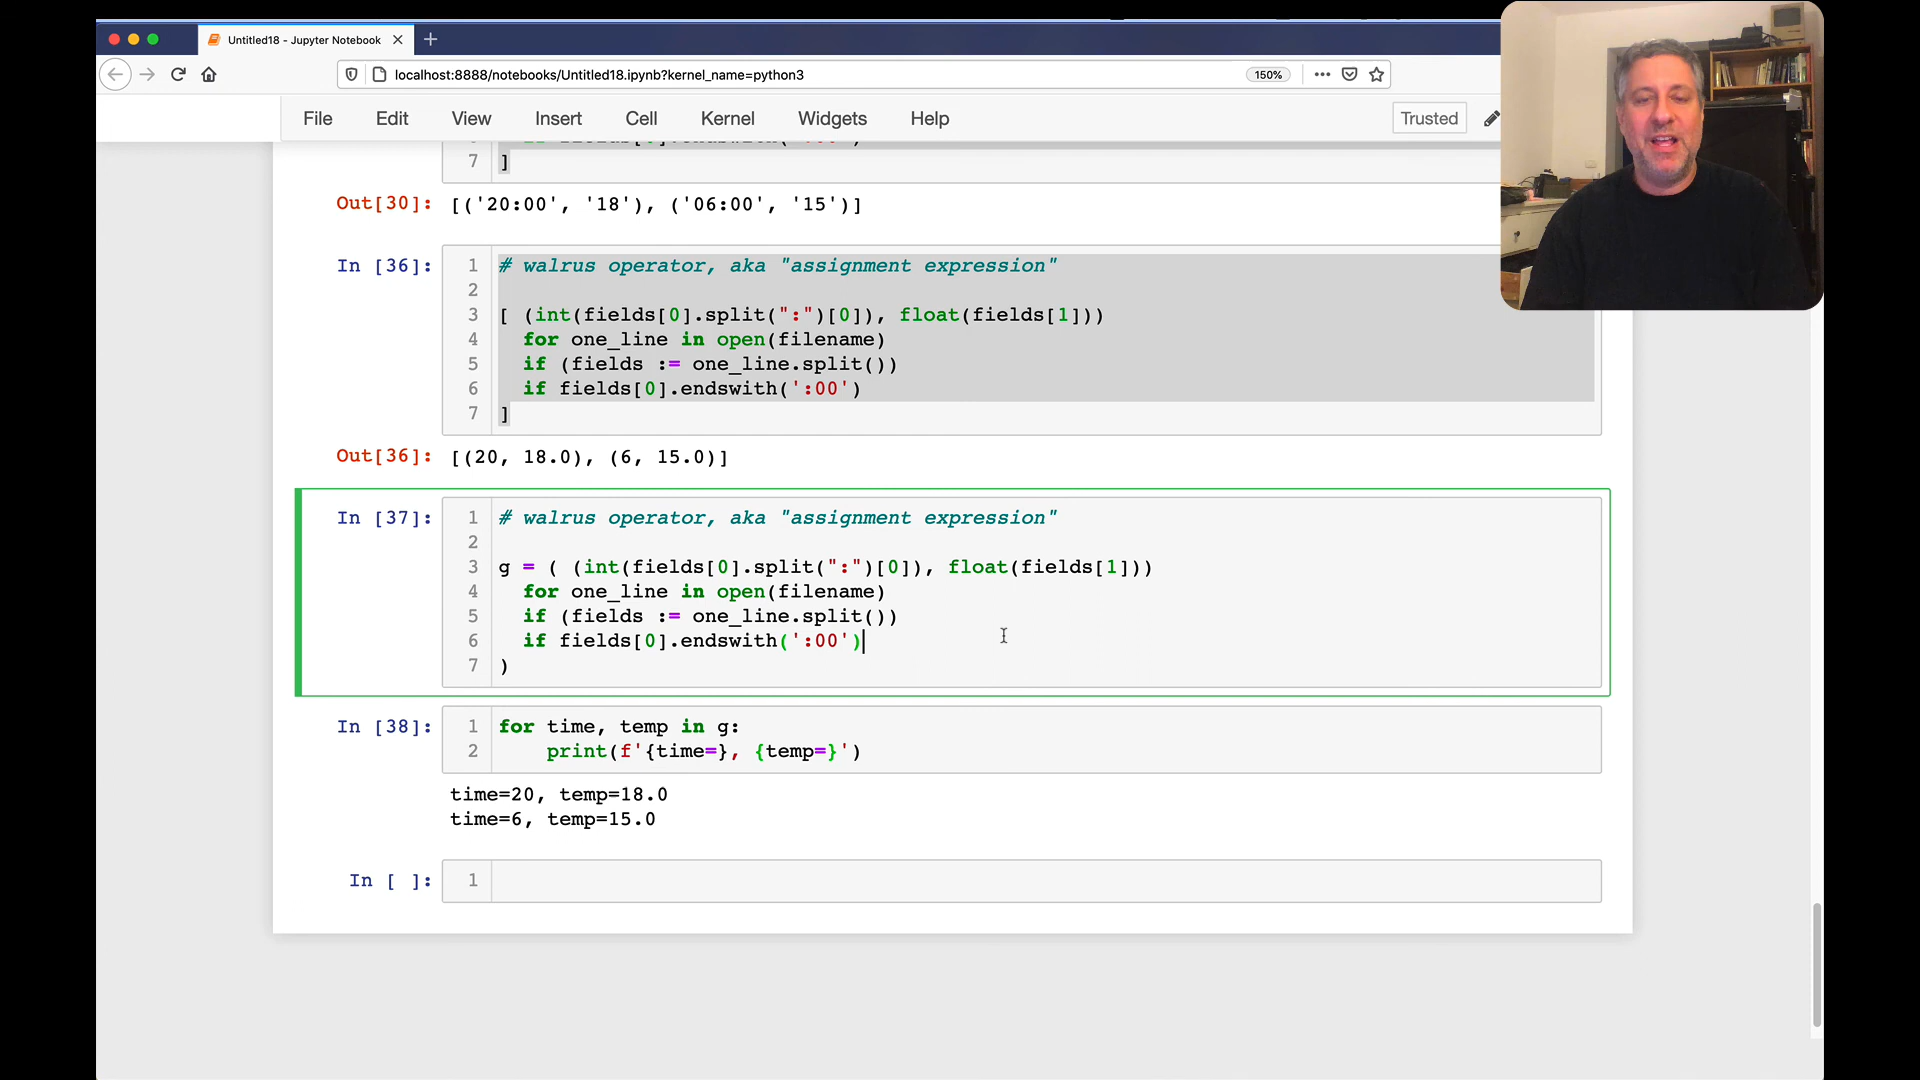 Untitled18 - Jupyter Notebook
localhost:8888/notebooks/Untitled18.ipynb?kernel_name=python3
150%
File Edit View Insert Cell Kernel Widgets Help
Trusted
7 ]
Out[30]: [('20:00', '18'), ('06:00', '15')]
In [36]:
1 # walrus operator, aka "assignment expression"
2
3 [ (int(fields[0].split(":")[0]), float(fields[1]))
4 for one_line in open(filename)
5 if (fields := one_line.split())
6 if fields[0].endswith(':00')
7 ]
Out[36]: [(20, 18.0), (6, 15.0)]
In [37]:
1 # walrus operator, aka "assignment expression"
2
3 g = ( (int(fields[0].split(":")[0]), float(fields[1]))
4 for one_line in open(filename)
5 if (fields := one_line.split())
6 if fields[0].endswith(':00')
7 )
In [38]:
1 for time, temp in g:
2 print(f'{time=}, {temp=}')
time=20, temp=18.0
time=6, temp=15.0
In [ ]: 1